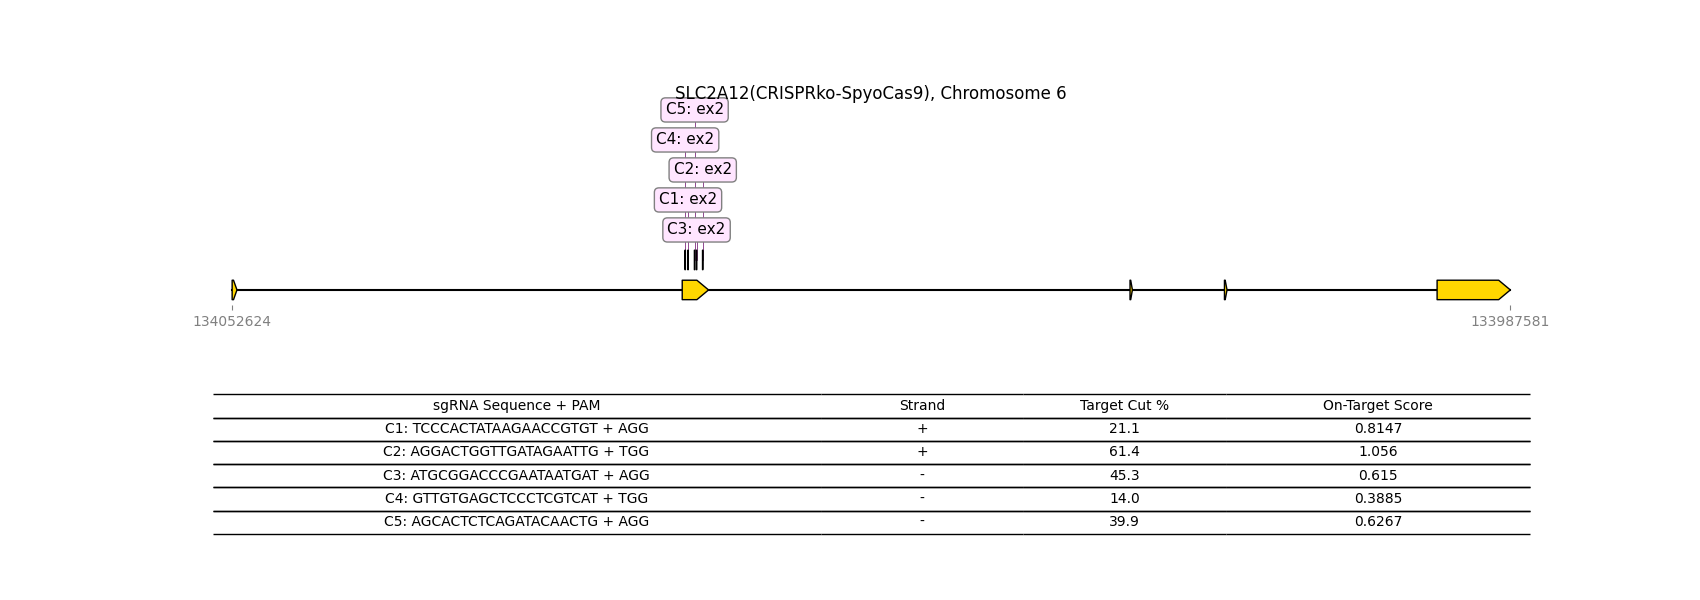 SLC2A12(CRISPRko-SpyoCas9), Chromosome 6
C5: ex2
C4: ex2
C2: ex2
C1: ex2
C3: ex2
134052624 133987581
sgRNA Sequence + PAM Strand Target Cut % On-Target Score
C1: TCCCACTATAAGAACCGTGT + AGG + 21.1 0.8147
C2: AGGACTGGTTGATAGAATTG + TGG + 61.4 1.056
C3: ATGCGGACCCGAATAATGAT + AGG - 45.3 0.615
C4: GTTGTGAGCTCCCTCGTCAT + TGG - 14.0 0.3885
C5: AGCACTCTCAGATACAACTG + AGG - 39.9 0.6267